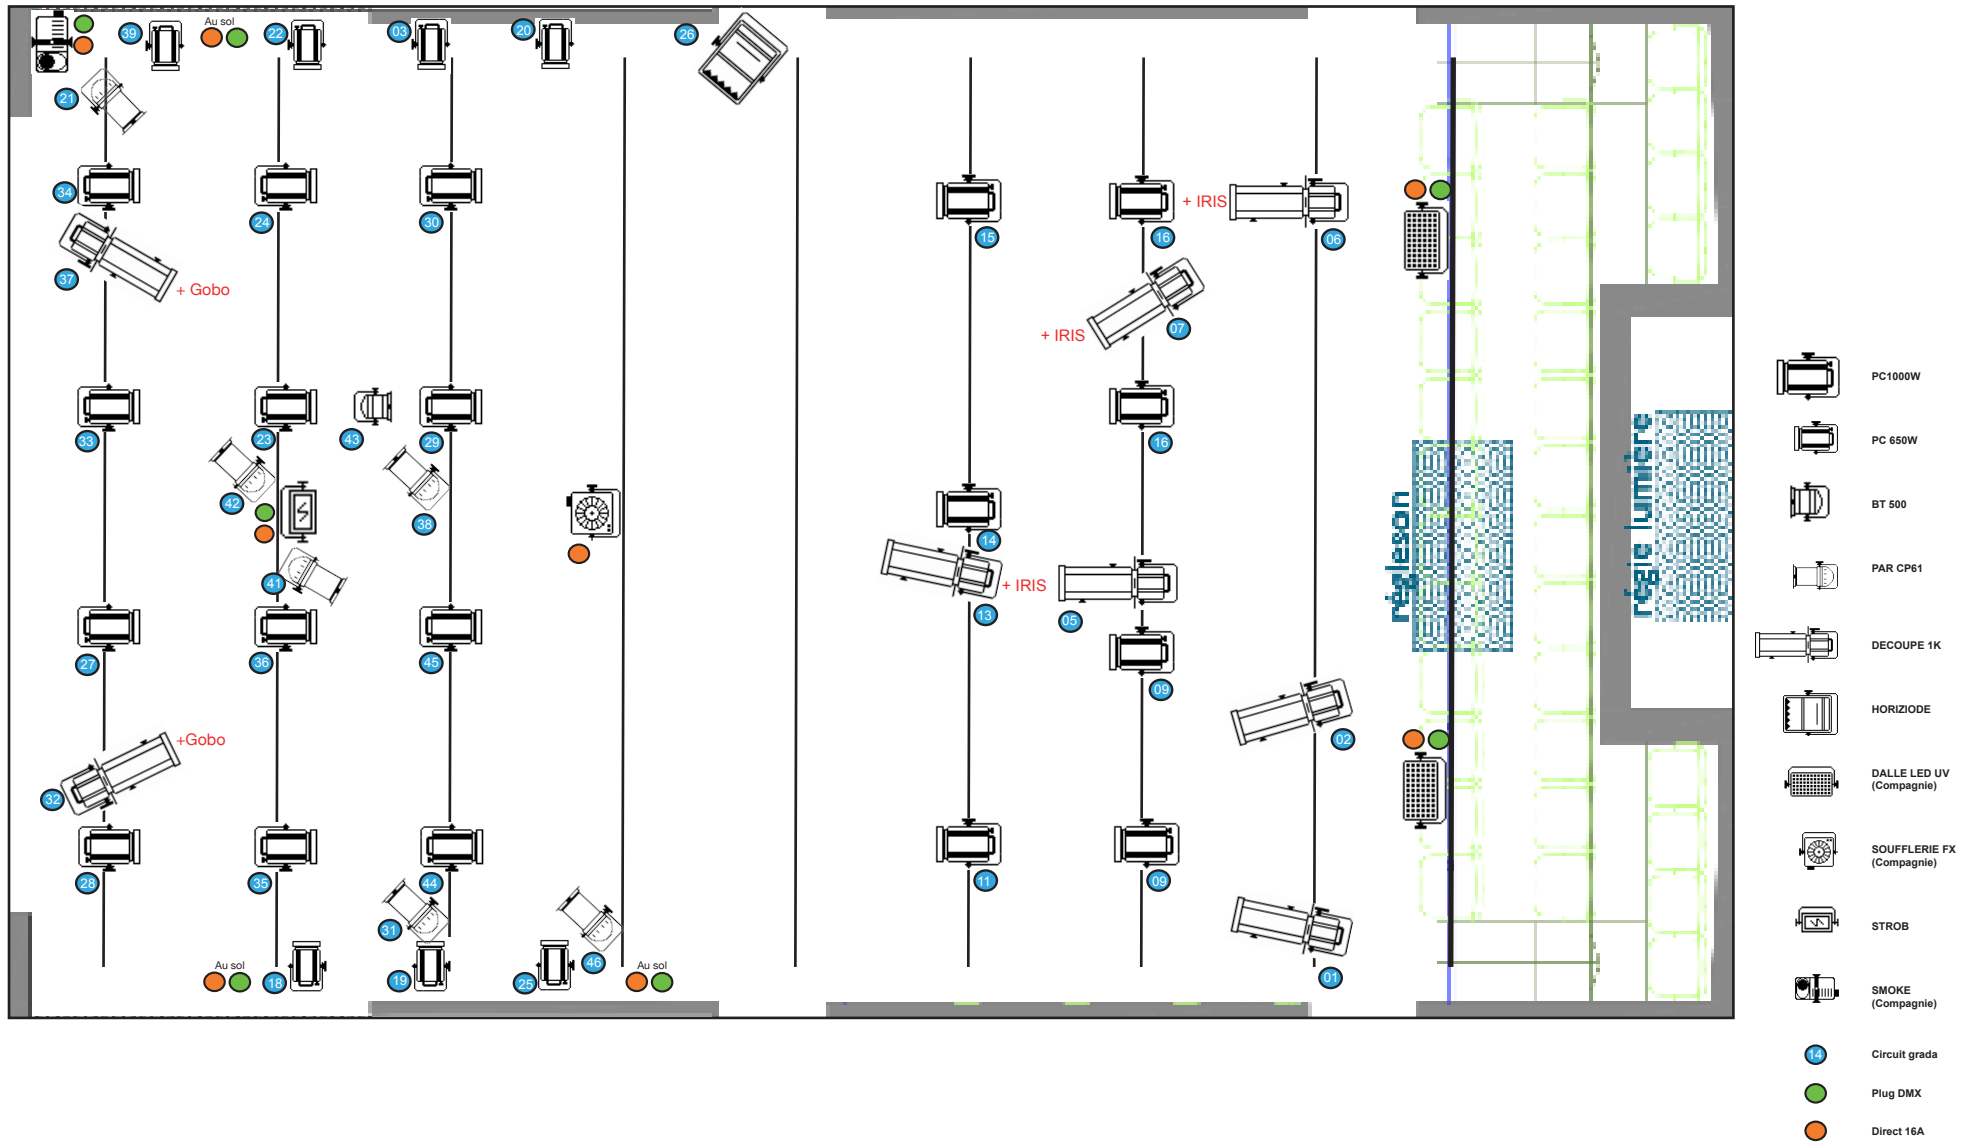 39
Au sol
22
03
20
26
21
34
24
30
15
16
+ IRIS
06
37
+ Gobo
+ IRIS
07
33
23
43
29
16
42
38
14
41
+ IRIS
13
05
27
36
45
09
+Gobo
02
32
28
35
44
11
09
31
46
Au sol
18
19
25
Au sol
01
régie son
régie lumière
PC1000W
PC 650W
BT 500
PAR CP61
DECOUPE 1K
HORIZIODE
DALLE LED UV
(Compagnie)
SOUFFLERIE FX
(Compagnie)
STROB
SMOKE
(Compagnie)
14
Circuit grada
Plug DMX
Direct 16A